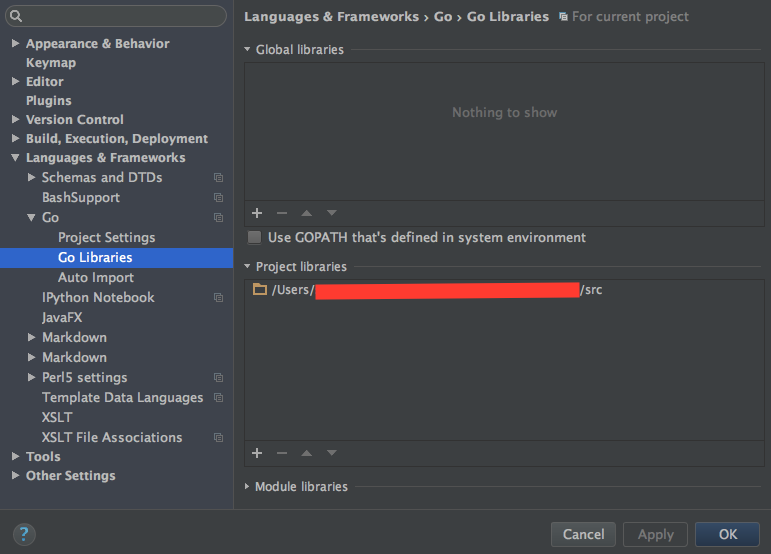 Appearance & Behavior
Keymap
Editor
Plugins
Version Control
Build, Execution, Deployment
Languages & Frameworks
Schemas and DTDs
BashSupport
Go
Project Settings
Go Libraries
Auto Import
IPython Notebook
JavaFX
Markdown
Markdown
Perl5 settings
Template Data Languages
XSLT
XSLT File Associations
Tools
Other Settings
Languages & Frameworks › Go › Go Libraries For current project
Global libraries
Nothing to show
Use GOPATH that's defined in system environment
Project libraries
/Users/ /src
Module libraries
?
Cancel
Apply
OK